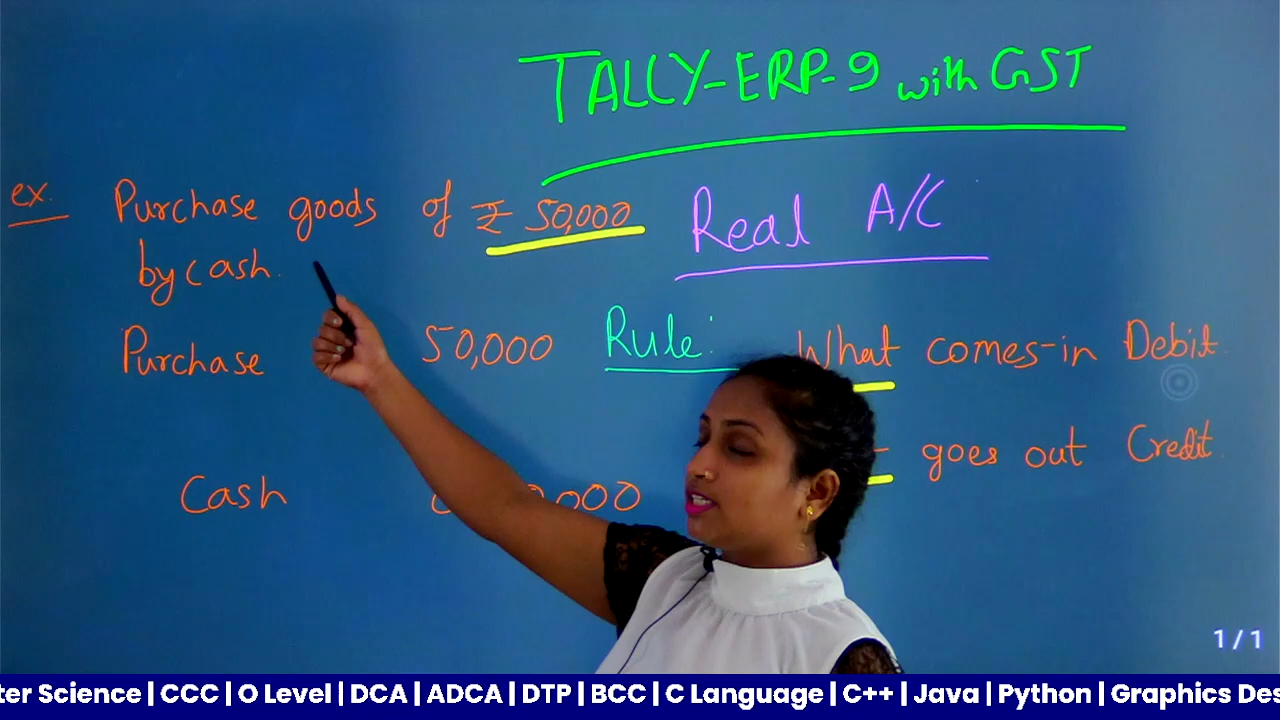 TALLY-ERP-9 with GST
ex. Purchase goods of ₹ 50,000
by cash.
Real A/C
Purchase 50,000
Rule: What comes-in Debit
goes out Credit
Cash
1/1
ter Science | CCC | O Level | DCA | ADCA | DTP | BCC | C Language | C++ | Java | Python | Graphics Des